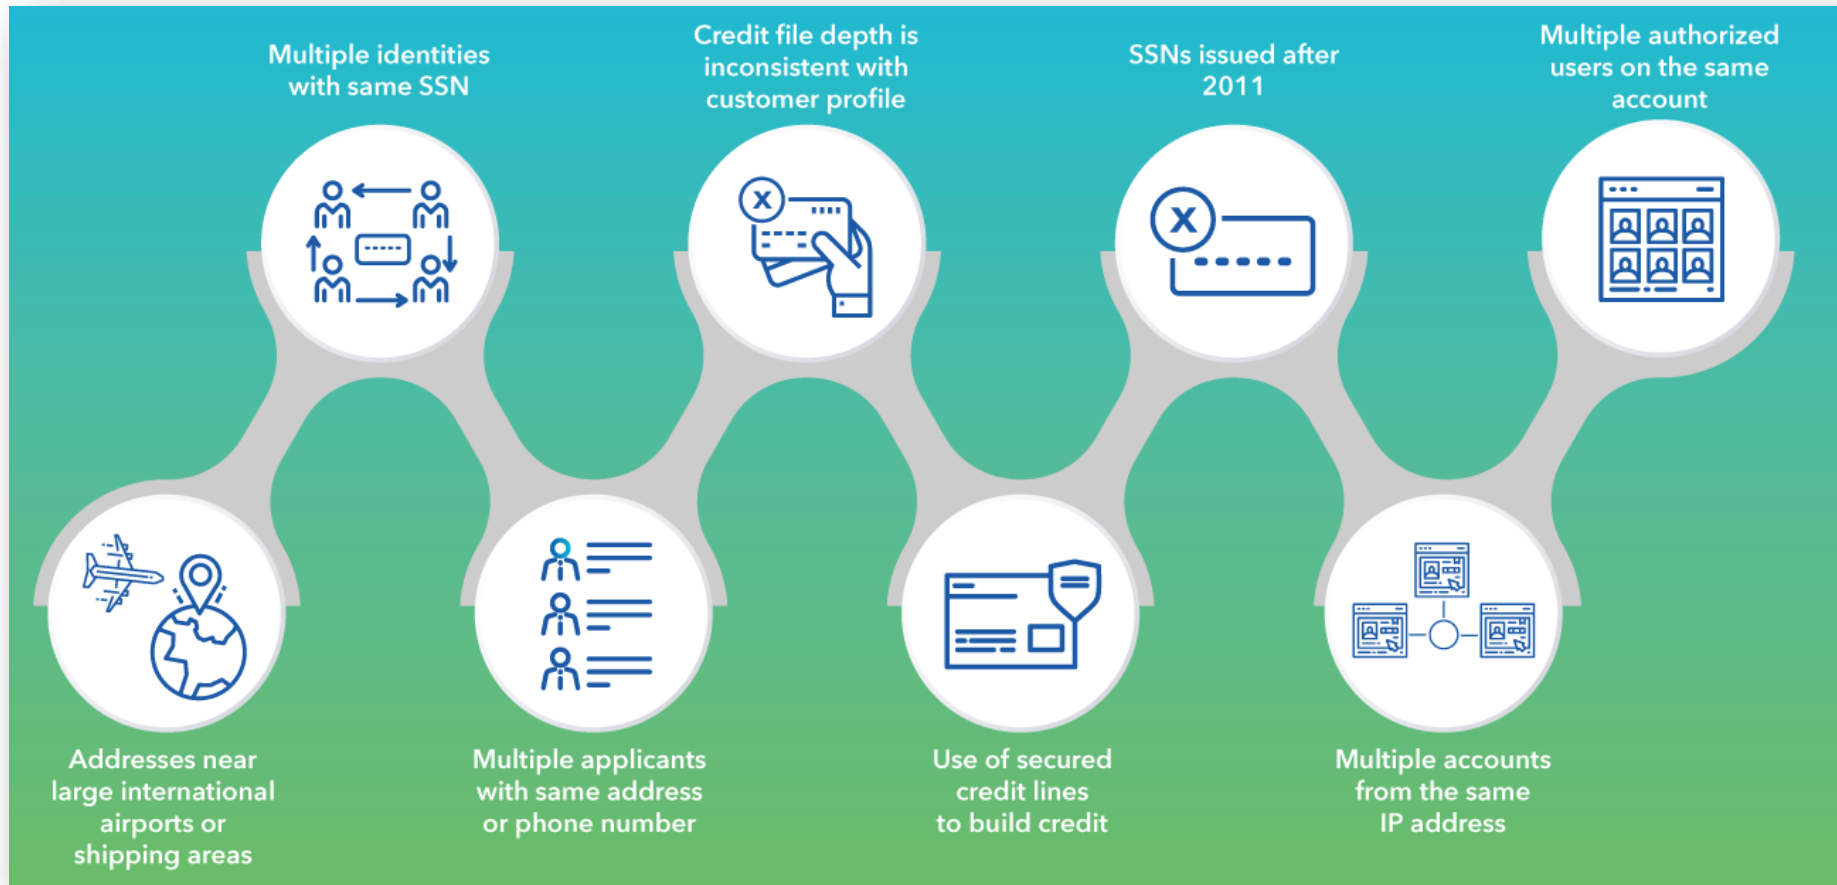 Multiple identities
with same SSN
Credit file depth is
inconsistent with
customer profile
SSNs issued after
2011
Multiple authorized
users on the same
account
X
X
Addresses near
large international
airports or
shipping areas
Multiple applicants
with same address
or phone number
Use of secured
credit lines
to build credit
Multiple accounts
from the same
IP address